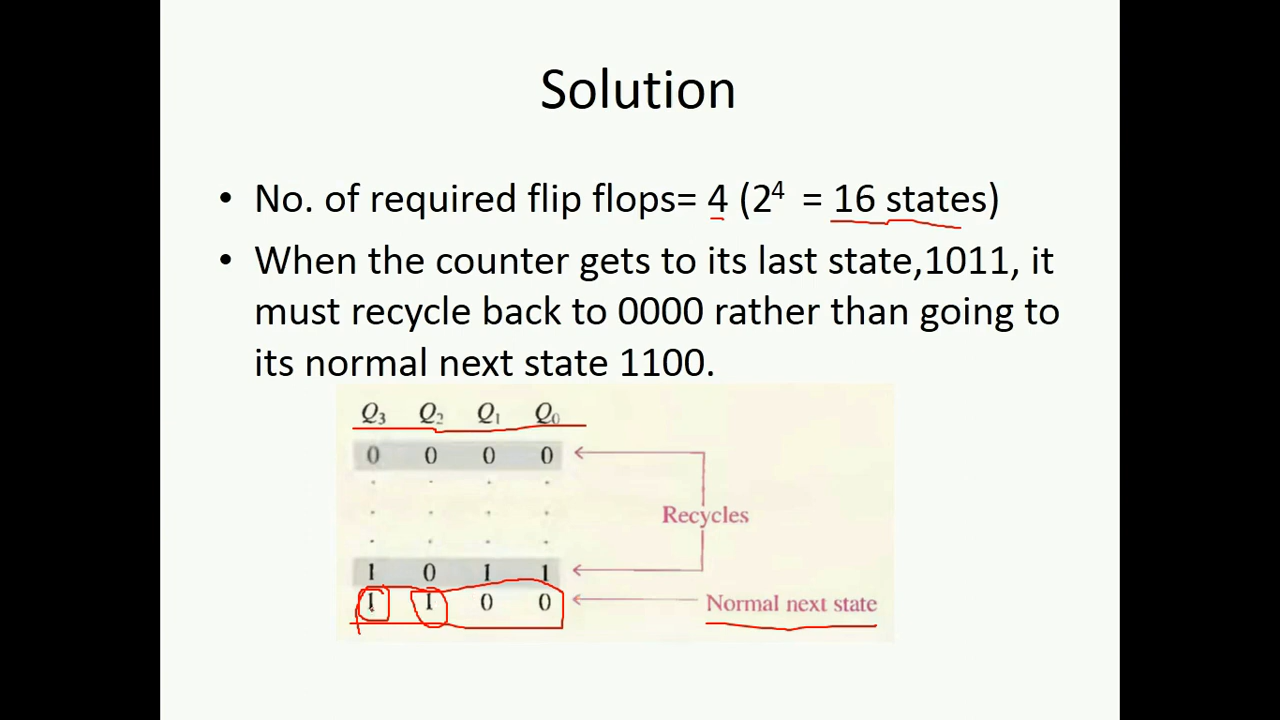 Solution
• No. of required flip flops= 4 (2⁴ = 16 states)
• When the counter gets to its last state,1011, it
must recycle back to 0000 rather than going to
its normal next state 1100.
Q₃ Q₂ Q₁ Q₀
0 0 0 0
. . . .
. . . .
. . . .
Recycles
1 0 1 1
1 1 0 0 Normal next state